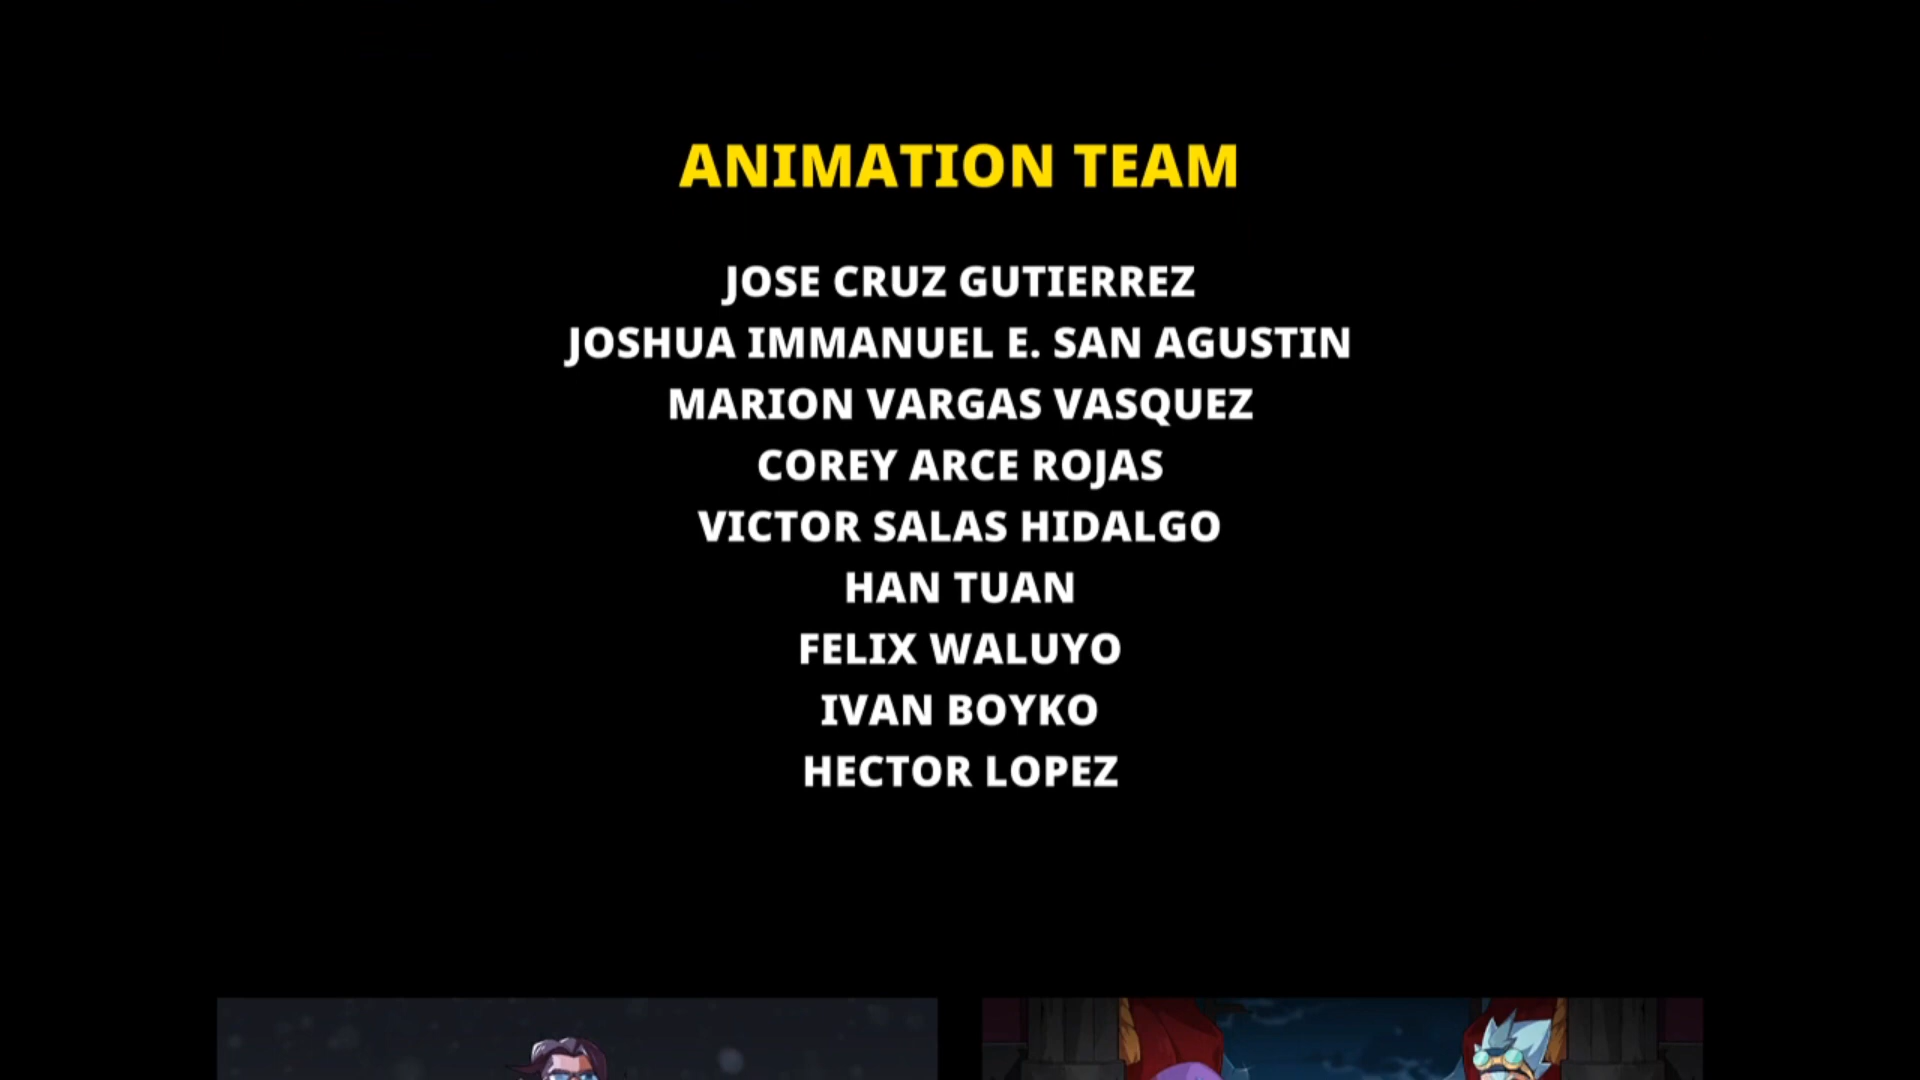 ANIMATION TEAM
JOSE CRUZ GUTIERREZ
JOSHUA IMMANUEL E. SAN AGUSTIN
MARION VARGAS VASQUEZ
COREY ARCE ROJAS
VICTOR SALAS HIDALGO
HAN TUAN
FELIX WALUYO
IVAN BOYKO
HECTOR LOPEZ